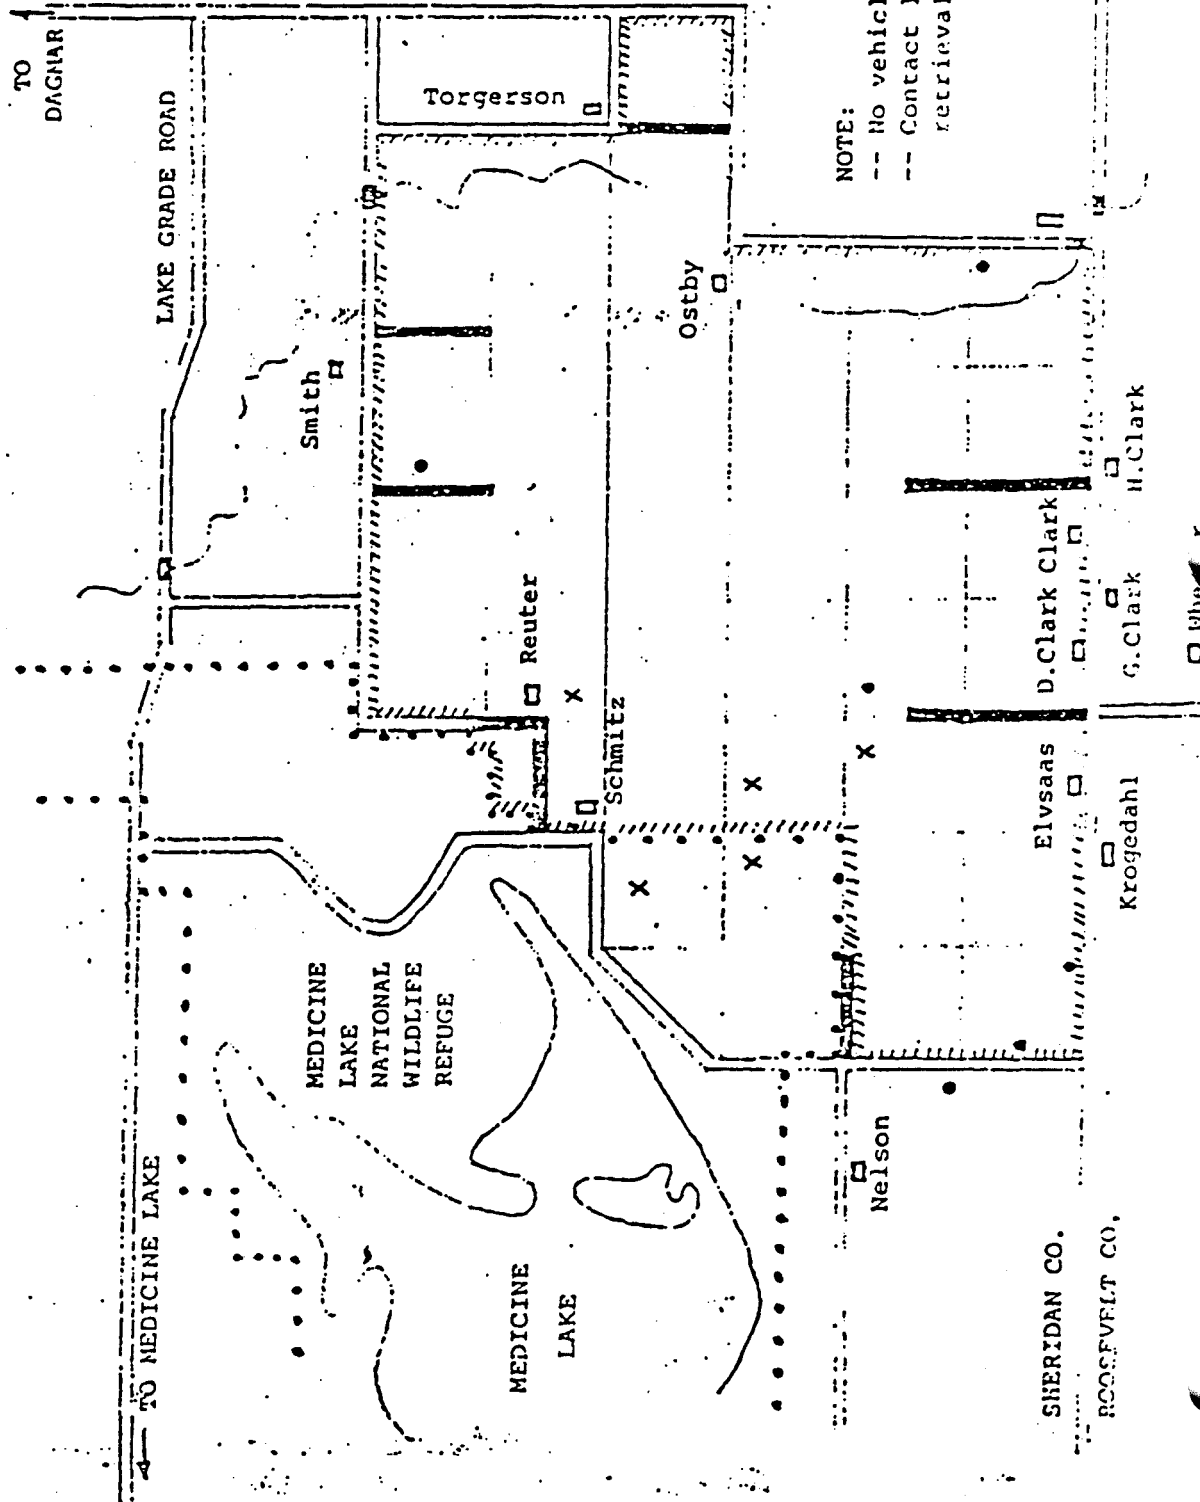 TO
DAGMAR
LAKE GRADE ROAD
Torgerson
NOTE:
-- No vehicl
-- Contact
retrieval
Smith
Ostby
Reuter
Schmitz
H.Clark
D.Clark Clark
G.Clark
Elvsaas
Krogedahl
MEDICINE
LAKE
NATIONAL
WILDLIFE
REFUGE
TO MEDICINE LAKE
MEDICINE
LAKE
Nelson
SHERIDAN CO.
ROOSEVELT CO.